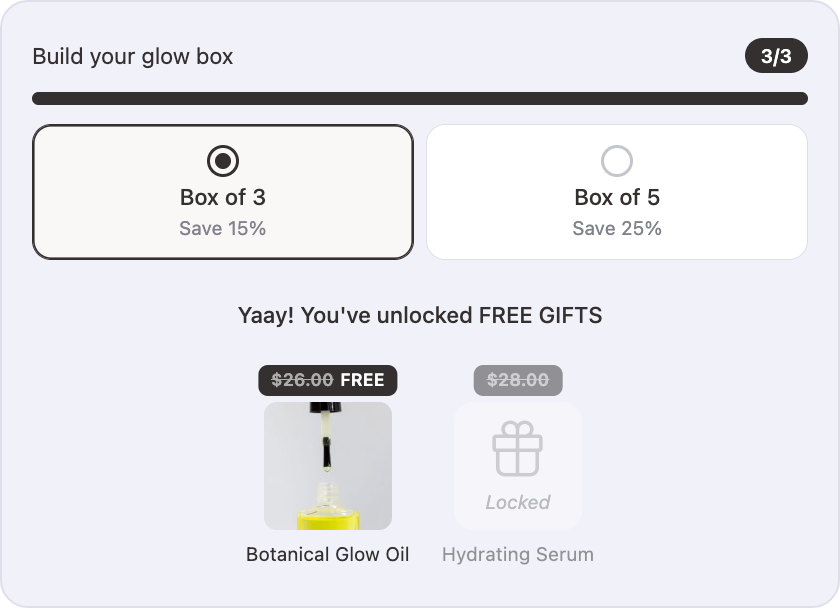 Build your glow box
3/3
Box of 3
Save 15%
Box of 5
Save 25%
Yaay! You've unlocked FREE GIFTS
$26.00 FREE
$28.00
Locked
Botanical Glow Oil
Hydrating Serum